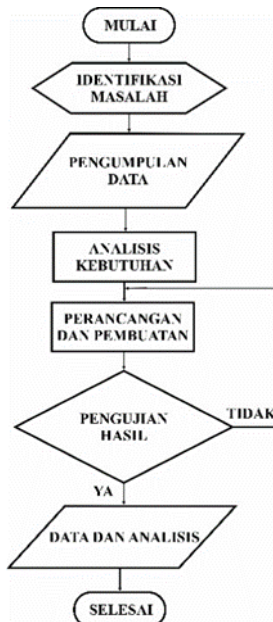 MULAI
IDENTIFIKASI
MASALAH
PENGUMPULAN
DATA
ANALISIS
KEBUTUHAN
PERANCANGAN
DAN PEMBUATAN
PENGUJIAN
HASIL
TIDAK
YA
DATA DAN ANALISIS
SELESAI